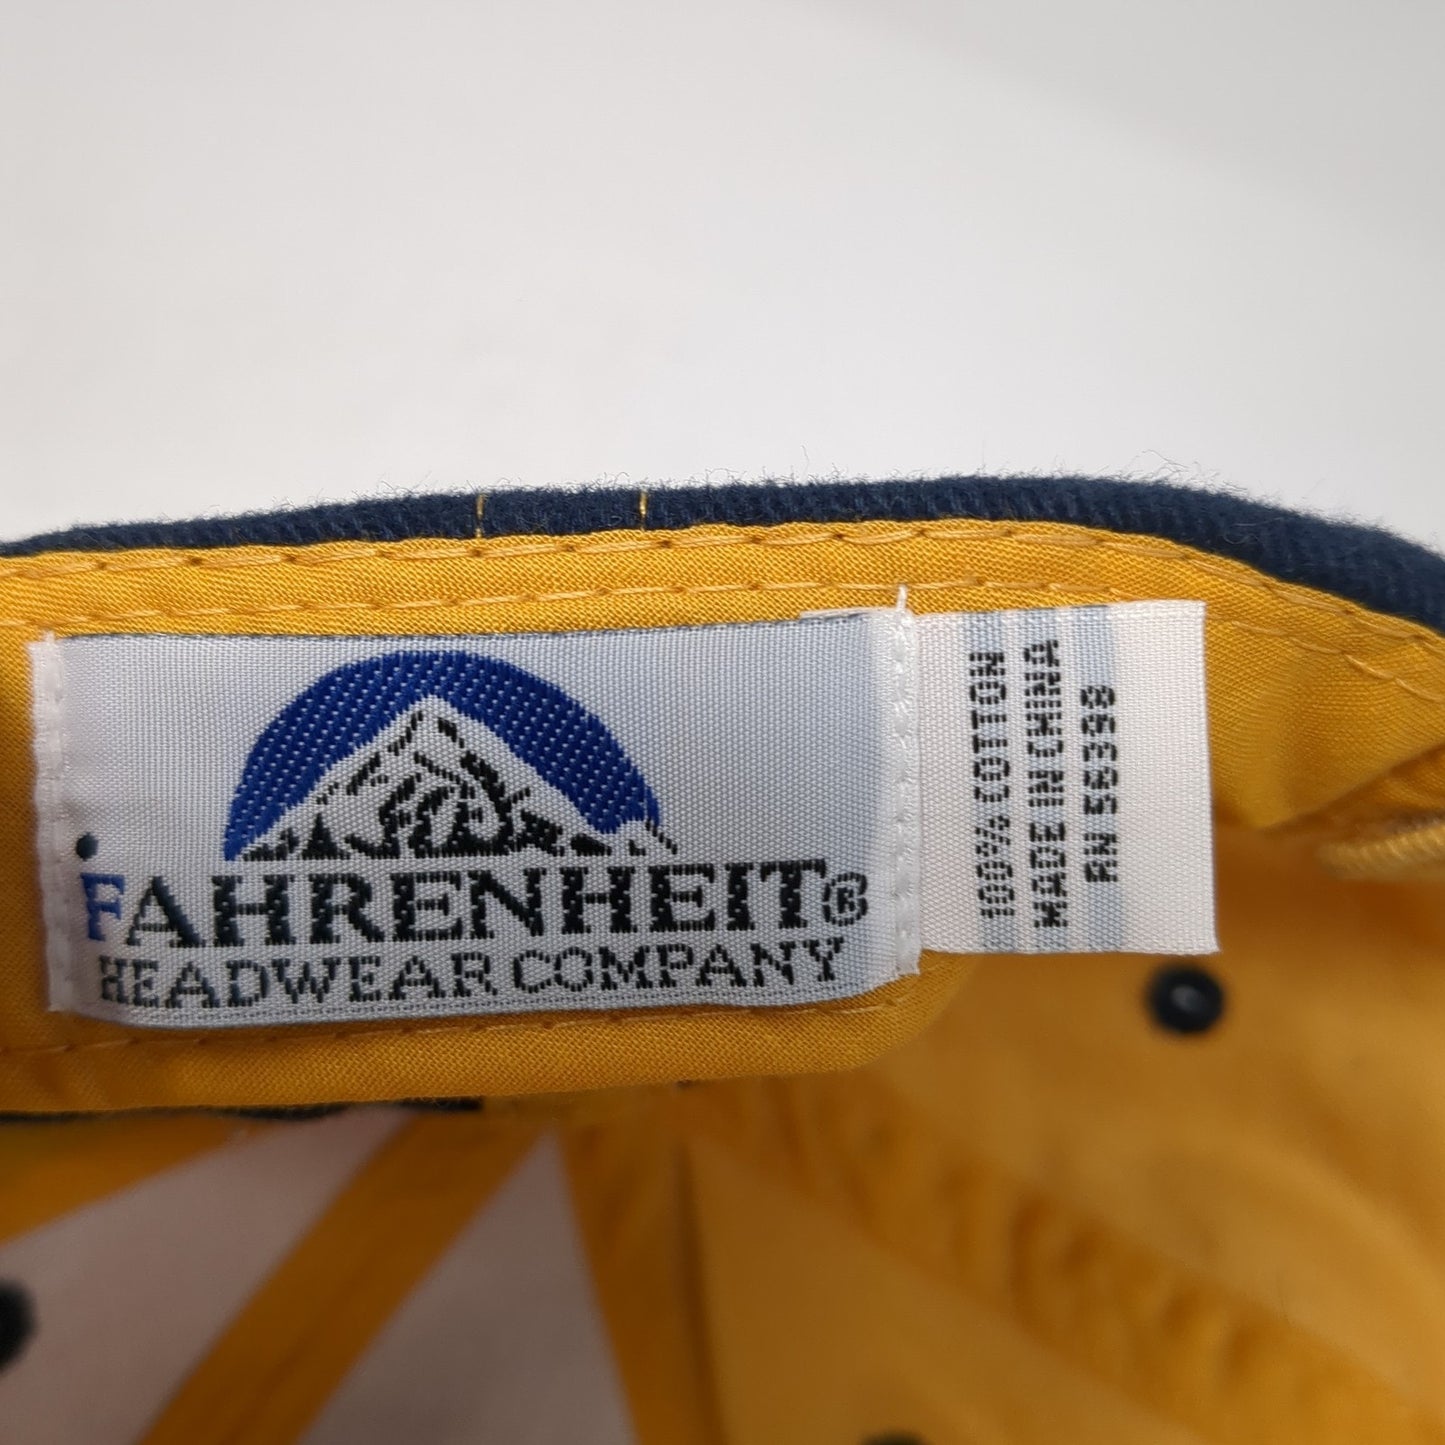 FAHRENHEIT®
HEADWEAR COMPANY
100% COTTON
MADE IN CHINA
RN 56398